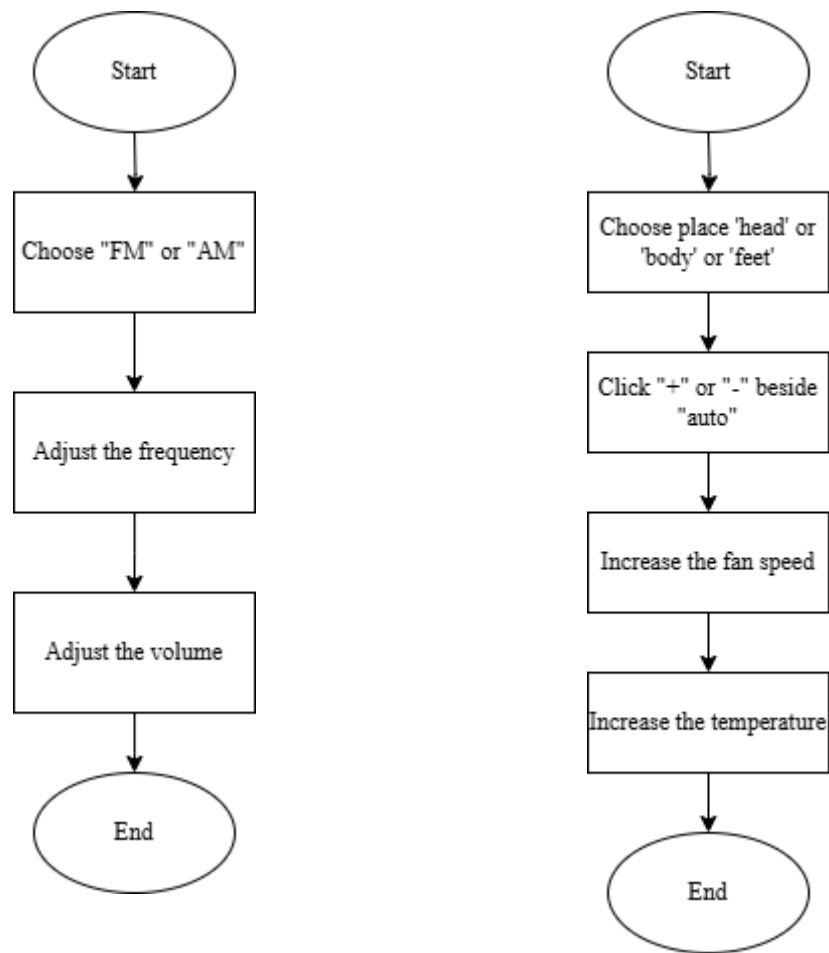 Start
Choose "FM" or "AM"
Adjust the frequency
Adjust the volume
End
Start
Choose place 'head' or
'body' or 'feet'
Click "+" or "-" beside
"auto"
Increase the fan speed
Increase the temperature
End